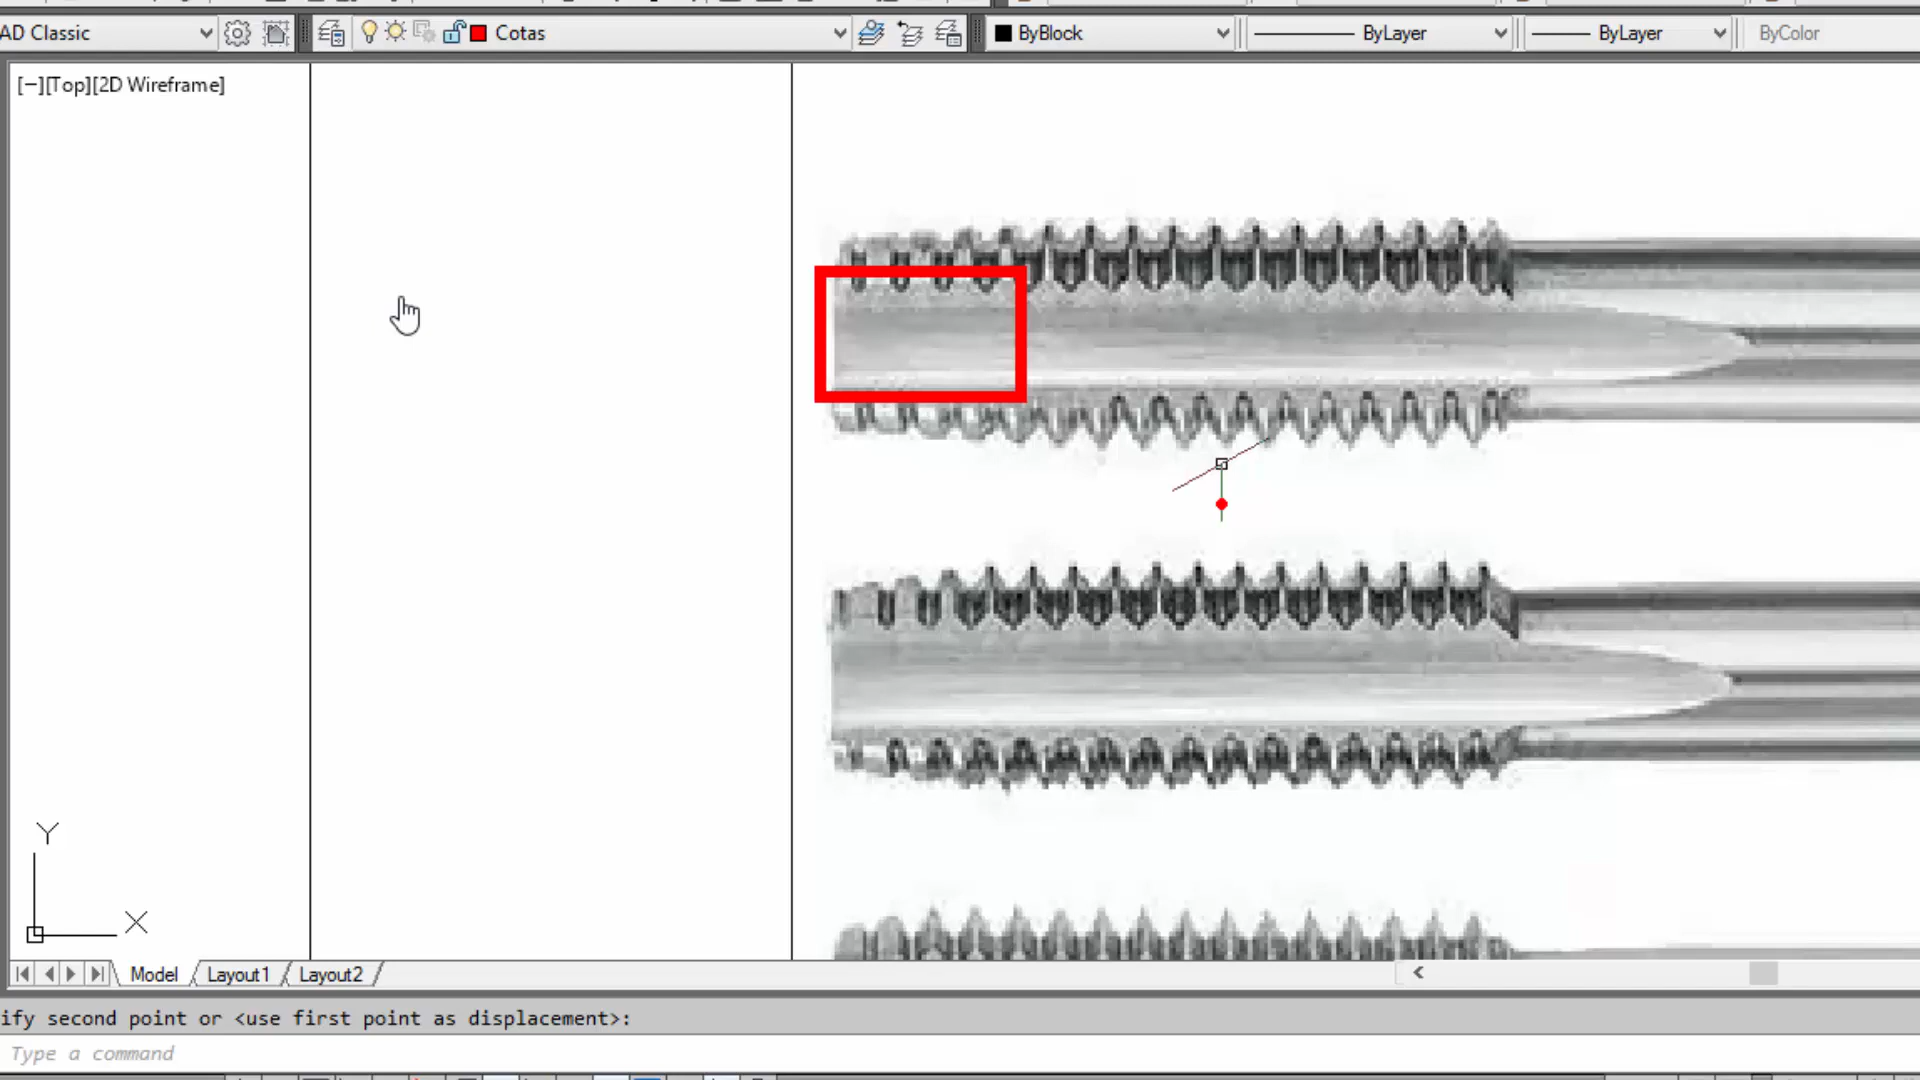 AD Classic
Cotas
ByBlock
ByLayer
ByLayer
ByColor
[−][Top][2D Wireframe]
Y
X
Model
Layout1
Layout2
ify second point or <use first point as displacement>:
Type a command